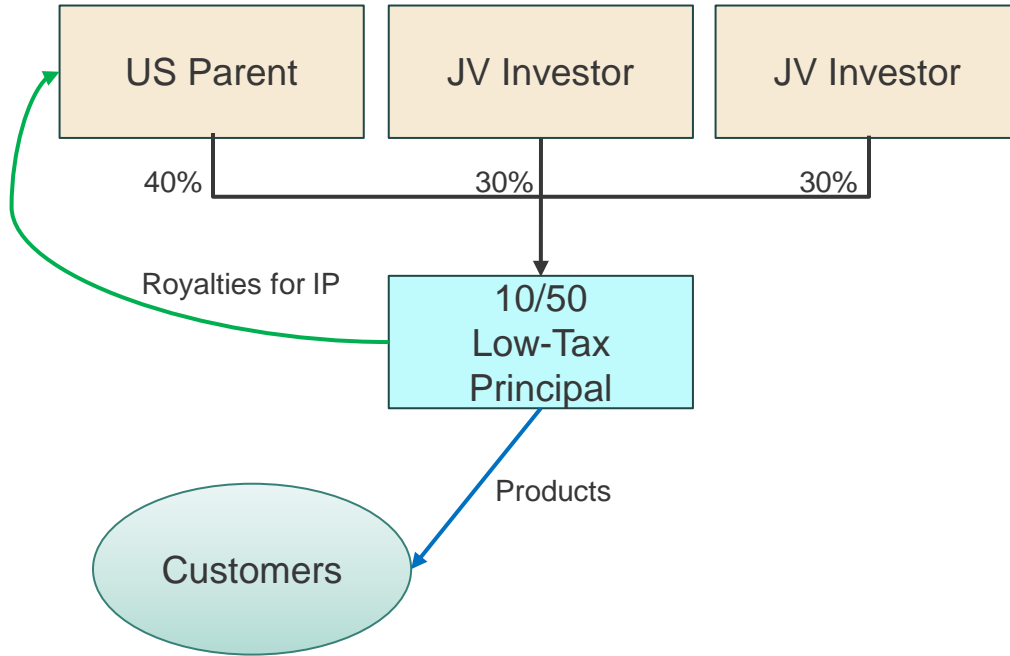 US Parent
JV Investor
JV Investor
40%
30%
30%
Royalties for IP
10/50
Low-Tax
Principal
Products
Customers